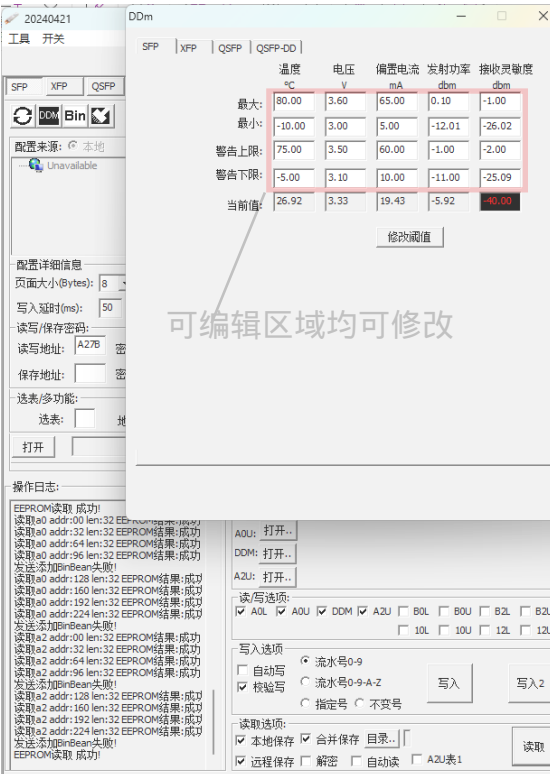 20240421
工具 开关
SFP XFP QSFP
DDM Bin
配置来源: 本地
Unavailable
配置详细信息
页面大小(Bytes): 8
写入延时(ms): 50
读写/保存密码:
读写地址: A27B 密
保存地址: 密
选表/多功能:
选表: 地
打开
DDm
SFP XFP QSFP QSFP-DD
温度 电压 偏置电流 发射功率 接收灵敏度
℃ V mA dbm dbm
最大: 80.00 3.60 65.00 0.10 -1.00
最小: -10.00 3.00 5.00 -12.01 -26.02
警告上限: 75.00 3.50 60.00 -1.00 -2.00
警告下限: -5.00 3.10 10.00 -11.00 -25.09
当前值: 26.92 3.33 19.43 -5.92 -40.00
修改阈值
可编辑区域均可修改
操作日志:
EEPROM读取 成功!
读取a0 addr:00 len:32 EEPROM结果:成功
读取a0 addr:32 len:32 EEPROM结果:成功
读取a0 addr:64 len:32 EEPROM结果:成功
读取a0 addr:96 len:32 EEPROM结果:成功
发送添加BinBean失败!
读取a0 addr:128 len:32 EEPROM结果:成功
读取a0 addr:160 len:32 EEPROM结果:成功
读取a0 addr:192 len:32 EEPROM结果:成功
读取a0 addr:224 len:32 EEPROM结果:成功
发送添加BinBean失败!
读取a2 addr:00 len:32 EEPROM结果:成功
读取a2 addr:32 len:32 EEPROM结果:成功
读取a2 addr:64 len:32 EEPROM结果:成功
读取a2 addr:96 len:32 EEPROM结果:成功
发送添加BinBean失败!
读取a2 addr:128 len:32 EEPROM结果:成功
读取a2 addr:160 len:32 EEPROM结果:成功
读取a2 addr:192 len:32 EEPROM结果:成功
读取a2 addr:224 len:32 EEPROM结果:成功
发送添加BinBean失败!
EEPROM读取 成功!
A0U: 打开..
DDM: 打开..
A2U: 打开..
读/写选项:
A0L A0U DDM A2U B0L B0U B2L B2U
10L 10U 12L 12
写入选项
自动写 流水号0-9
校验写 流水号0-9-A-Z
指定号 不变号
写入 写入2
读取选项:
本地保存 合并保存 目录..
远程保存 解密 自动读 A2U表1
读取